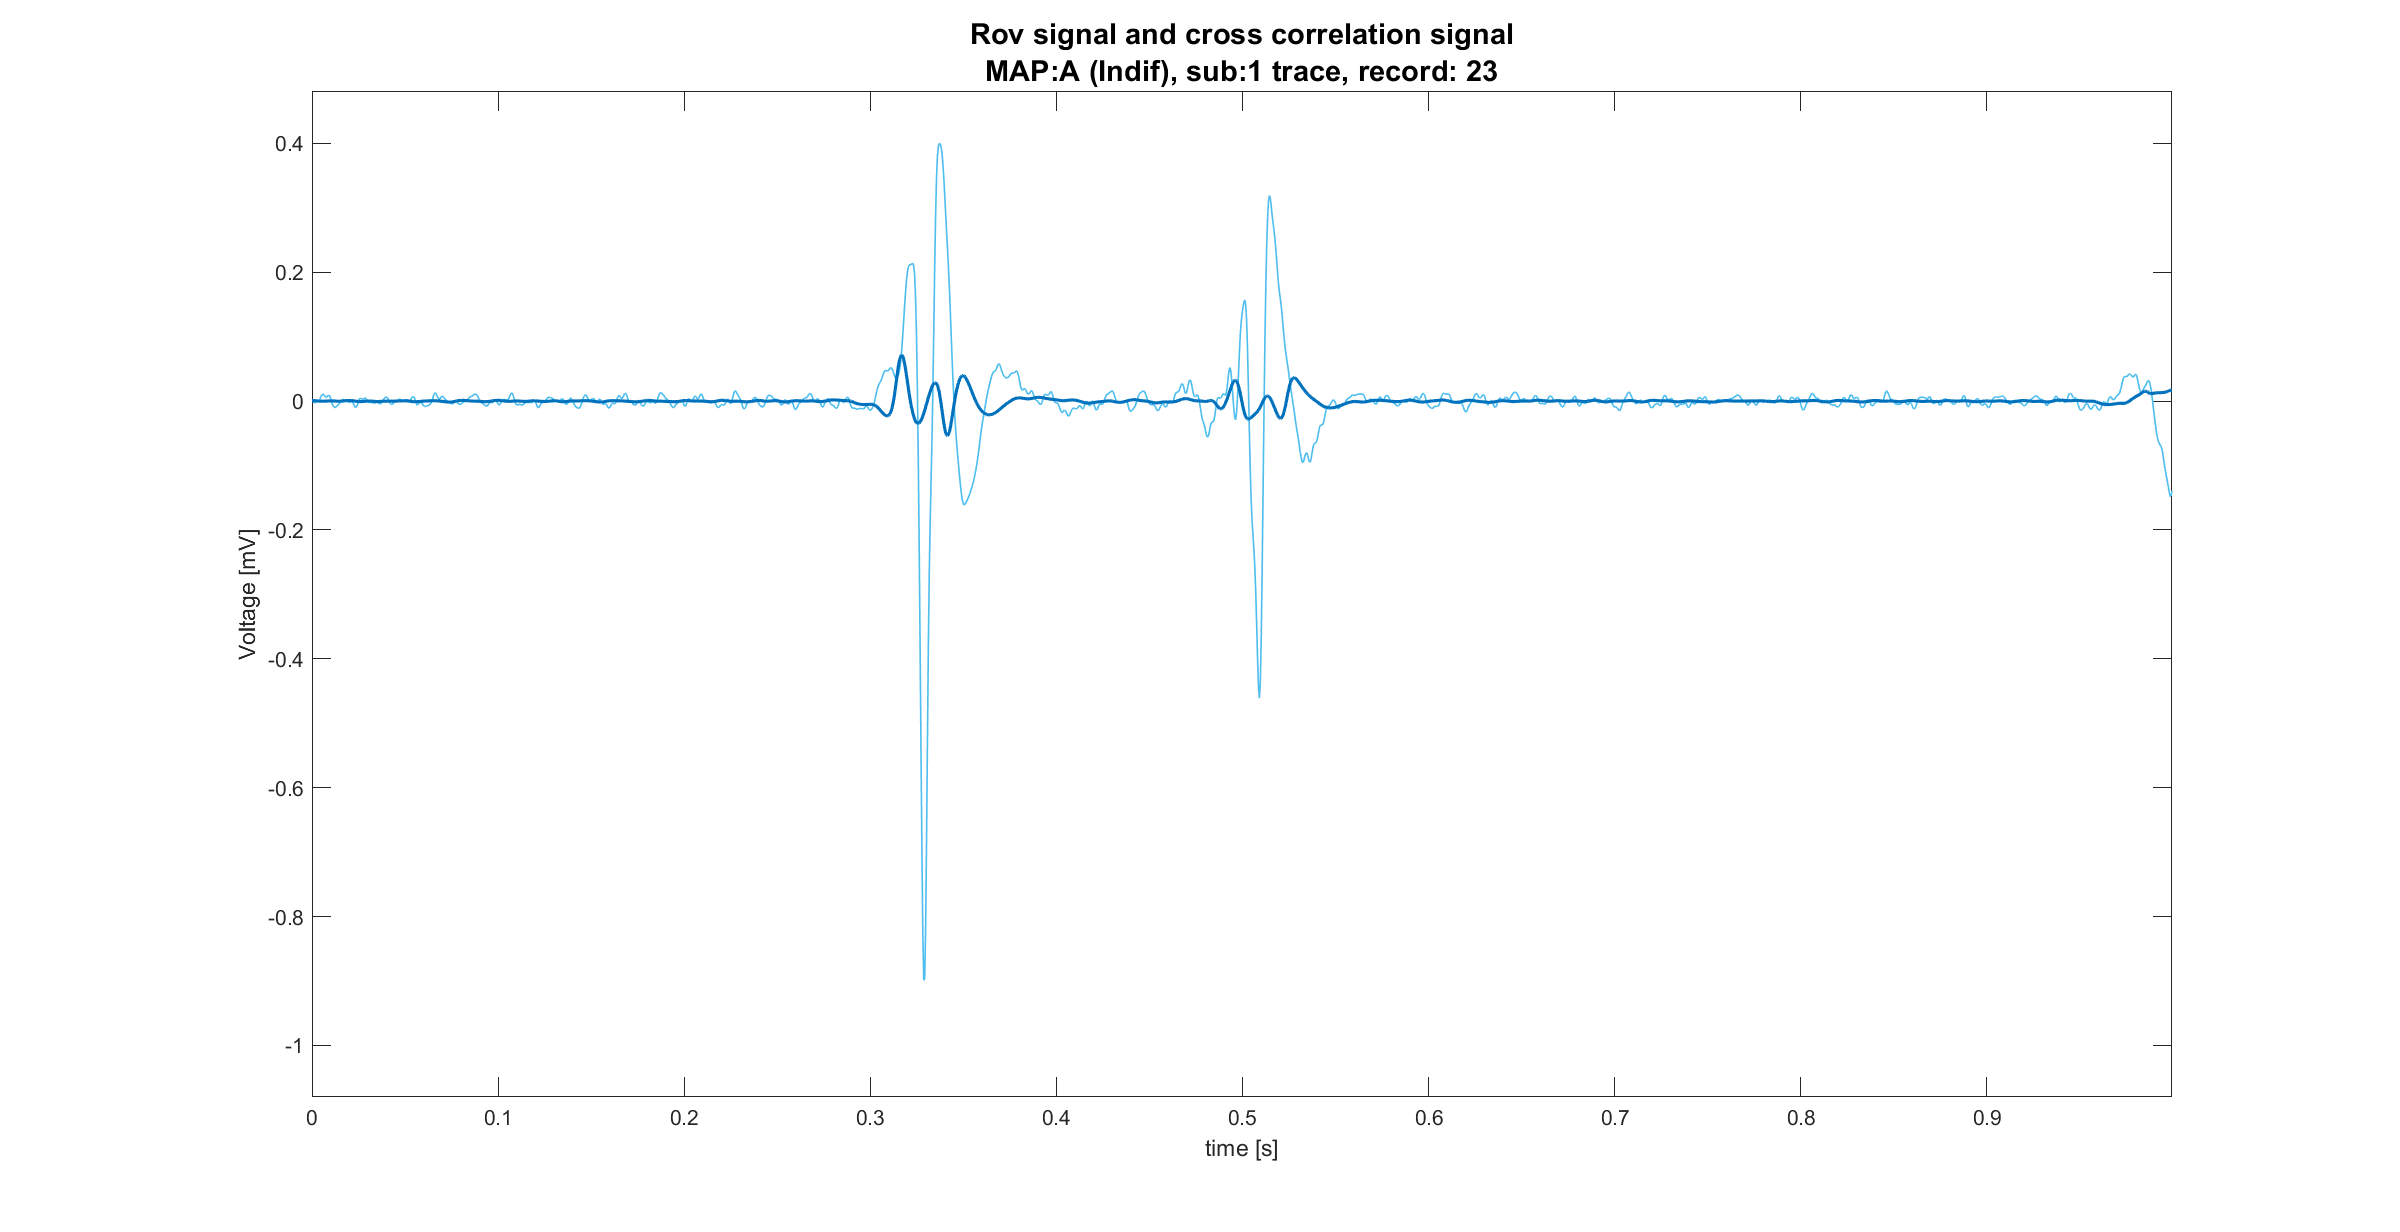 Rov signal and cross correlation signal
MAP:A (Indif), sub:1 trace, record: 23
0.4
0.2
0
-0.2
-0.4
-0.6
-0.8
-1
Voltage [mV]
0 0.1 0.2 0.3 0.4 0.5 0.6 0.7 0.8 0.9
time [s]